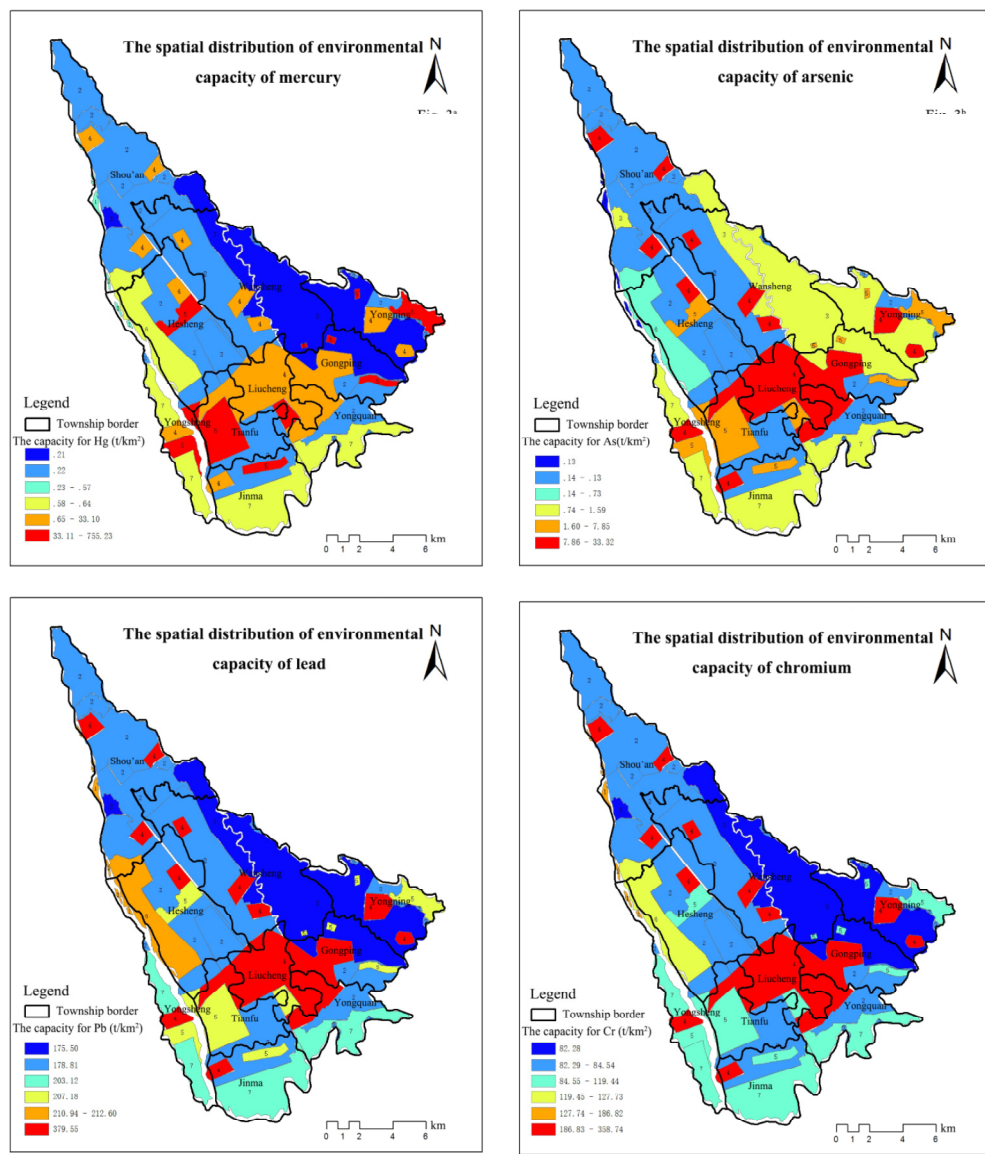 The spatial distribution of environmental
capacity of mercury
N
Shou'an
Wansheng
Hesheng
Yongning
Gongping
Liucheng
Yongquan
Yongsheng
Tianfu
Jinma
Legend
Township border
The capacity for Hg (t/km²)
.21
.22
.23 - .57
.58 - .64
.65 - 33.10
33.11 - 755.23
0 1 2 4 6
km
The spatial distribution of environmental
capacity of arsenic
N
Shou'an
Wansheng
Hesheng
Yongning
Gongping
Liucheng
Yongquan
Yongsheng
Tianfu
Jinma
Legend
Township border
The capacity for As(t/km²)
.13
.14 - .13
.14 - .73
.74 - 1.59
1.60 - 7.85
7.86 - 33.32
0 1 2 4 6
km
The spatial distribution of environmental
capacity of lead
N
Shou'an
Wansheng
Hesheng
Yongning
Gongping
Liucheng
Yongquan
Yongsheng
Tianfu
Jinma
Legend
Township border
The capacity for Pb (t/km²)
175.50
178.81
203.12
207.18
210.94 - 212.60
379.55
0 1 2 4 6
km
The spatial distribution of environmental
capacity of chromium
N
Shou'an
Wansheng
Hesheng
Yongning
Gongping
Liucheng
Yongquan
Yongsheng
Tianfu
Jinma
Legend
Township border
The capacity for Cr (t/km²)
82.28
82.29 - 84.54
84.55 - 119.44
119.45 - 127.73
127.74 - 186.82
186.83 - 358.74
0 1 2 4 6
km